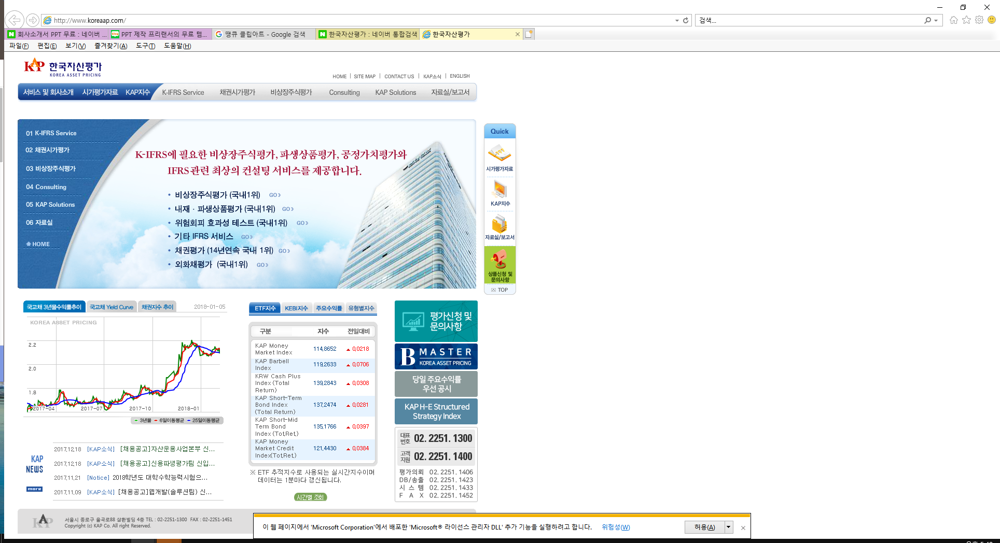 http://www.koreaap.com/
검색...
회사소개서 PPT 무료 : 네이버 ...
blog
PPT 제작 프리랜서의 무료 템...
땡큐 클립아트 - Google 검색
한국자산평가 : 네이버 통합검색
한국자산평가
파일(F) 편집(E) 보기(V) 즐겨찾기(A) 도구(T) 도움말(H)
KAP 한국자산평가
KOREA ASSET PRICING
HOME | SITE MAP | CONTACT US | KAP소식 | ENGLISH
서비스 및 회사소개 시가평가자료 KAP지수 K-IFRS Service 채권시가평가 비상장주식평가 Consulting KAP Solutions 자료실/보고서
01 K-IFRS Service
02 채권시가평가
03 비상장주식평가
04 Consulting
05 KAP Solutions
06 자료실
HOME
K-IFRS에 필요한 비상장주식평가, 파생상품평가, 공정가치평가와
IFRS관련 최상의 컨설팅 서비스를 제공합니다.
• 비상장주식평가 (국내1위) GO
• 내재 · 파생상품평가 (국내1위) GO
• 위험회피 효과성 테스트 (국내1위) GO
• 기타 IFRS 서비스 GO
• 채권평가 (14년연속 국내 1위) GO
• 외화채평가 (국내1위) GO
Quick
시가평가자료
KAP지수
자료실/보고서
상품신청 및
문의사항
TOP
국고채 3년물수익률추이 국고채 Yield Curve 채권지수 추이 2018-01-05
KOREA ASSET PRICING
2.2
2.0
1.8
2017-04 2017-07 2017-10 2018-01
3년물 6일이동평균 25일이동평균
KAP
NEWS
more
2017.12.18 [KAP소식] [채용공고]자산운용사업본부 신...
2017.12.18 [KAP소식] [채용공고]신용파생평가팀 신입...
2017.11.21 [Notice] 2018학년도 대학수학능력시험으...
2017.11.09 [KAP소식] [채용공고]웹개발(솔루션팀) 신...
ETF지수 KEBI지수 주요수익률 유형별지수
구분 지수 전일대비
KAP Money
Market Index 114.8652 ▲ 0.0218
KAP Barbell
Index 119.2633 ▲ 0.0706
KRW Cash Plus
Index (Total
Return) 139.2843 ▲ 0.0308
KAP Short-Term
Bond Index
(Total Return) 137.2474 ▲ 0.0281
KAP Short-Mid
Term Bond
Index (Tot.Ret.) 135.1766 ▲ 0.0397
KAP Money
Market Credit
Index(Tot.Ret.) 121.4430 ▲ 0.0384
※ ETF 추적지수로 사용되는 실시간지수이며
데이터는 1분마다 갱신됩니다.
시간별 조회
평가신청 및
문의사항
B MASTER
KOREA ASSET PRICING
당일 주요수익률
우선 공시
KAP H-E Structured
Strategy Index
대표
번호 02. 2251. 1300
고객
지원 02. 2251. 1400
평가의뢰 02. 2251. 1406
DB/송출 02. 2251. 1423
시 스 템 02. 2251. 1433
F A X 02. 2251. 1452
KAP
서울시 종로구 율곡로88 삼환빌딩 4층 TEL : 02-2251-1300 FAX : 02-2251-1451
Copyright (c) KAP Co. All right Reserved.
이 웹 페이지에서 'Microsoft Corporation'에서 배포한 'Microsoft® 라이선스 관리자 DLL' 추가 기능을 실행하려고 합니다. 위험성(W)
허용(A)